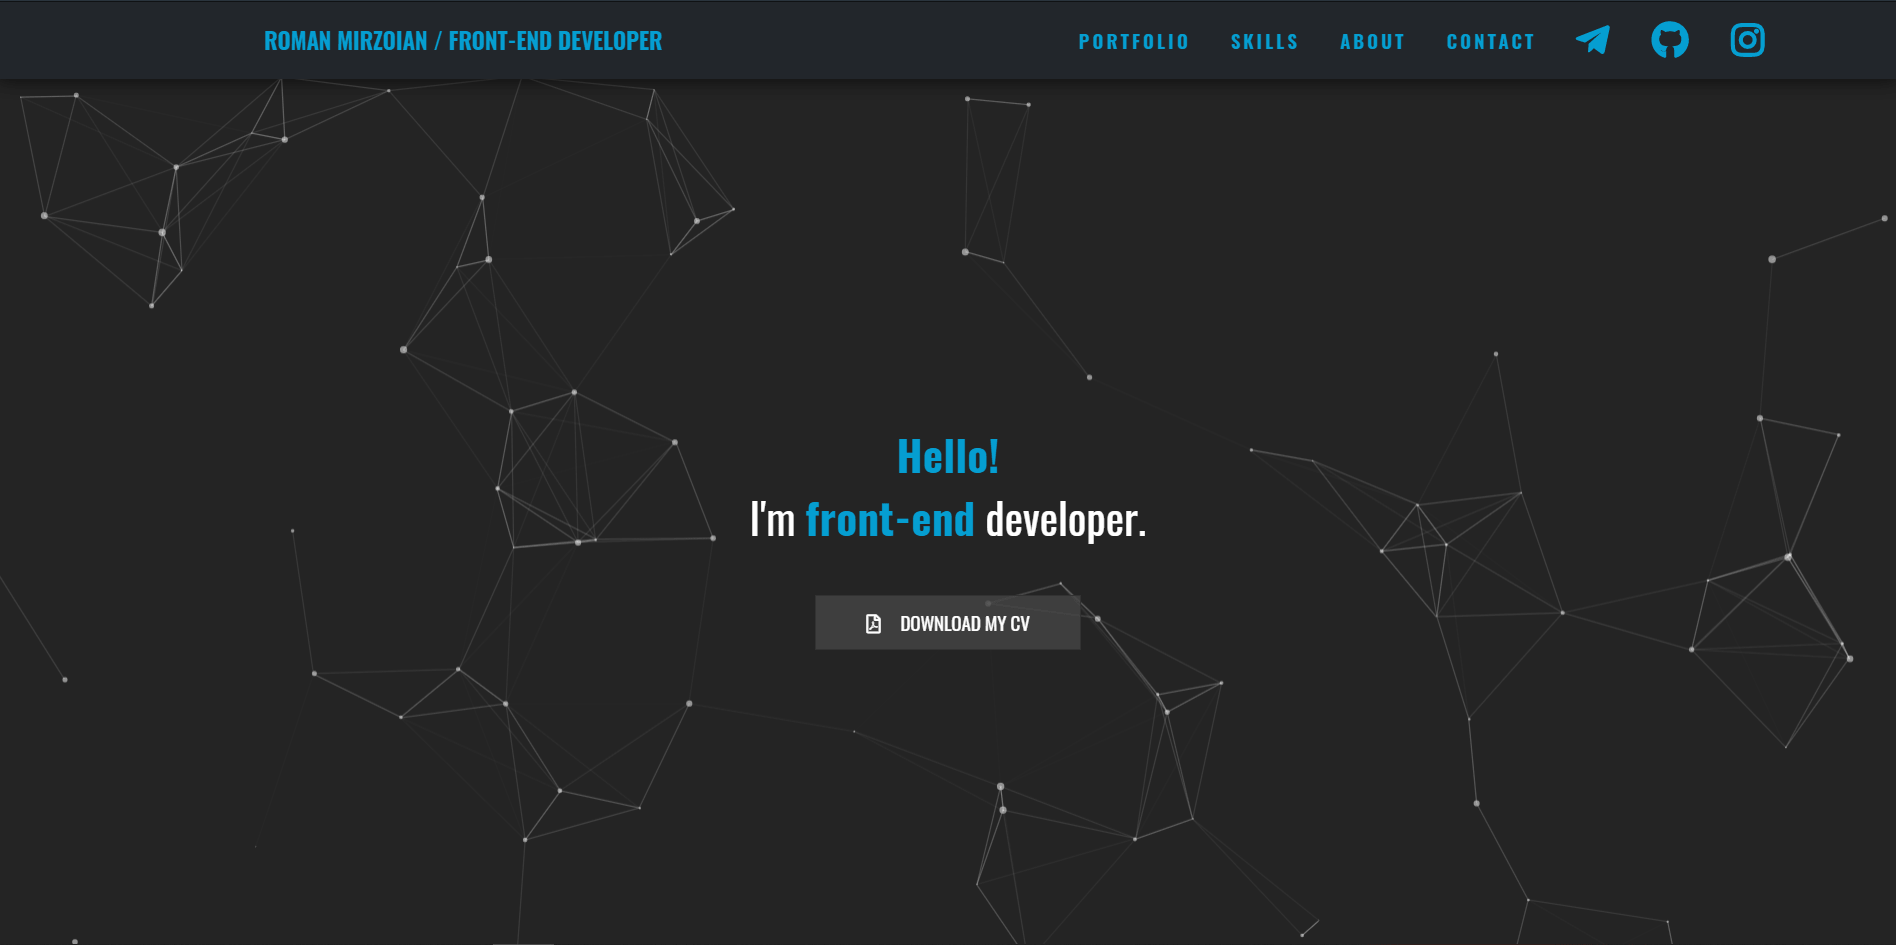 ROMAN MIRZOIAN / FRONT-END DEVELOPER
PORTFOLIO SKILLS ABOUT CONTACT
Hello!
I'm front-end developer.
DOWNLOAD MY CV